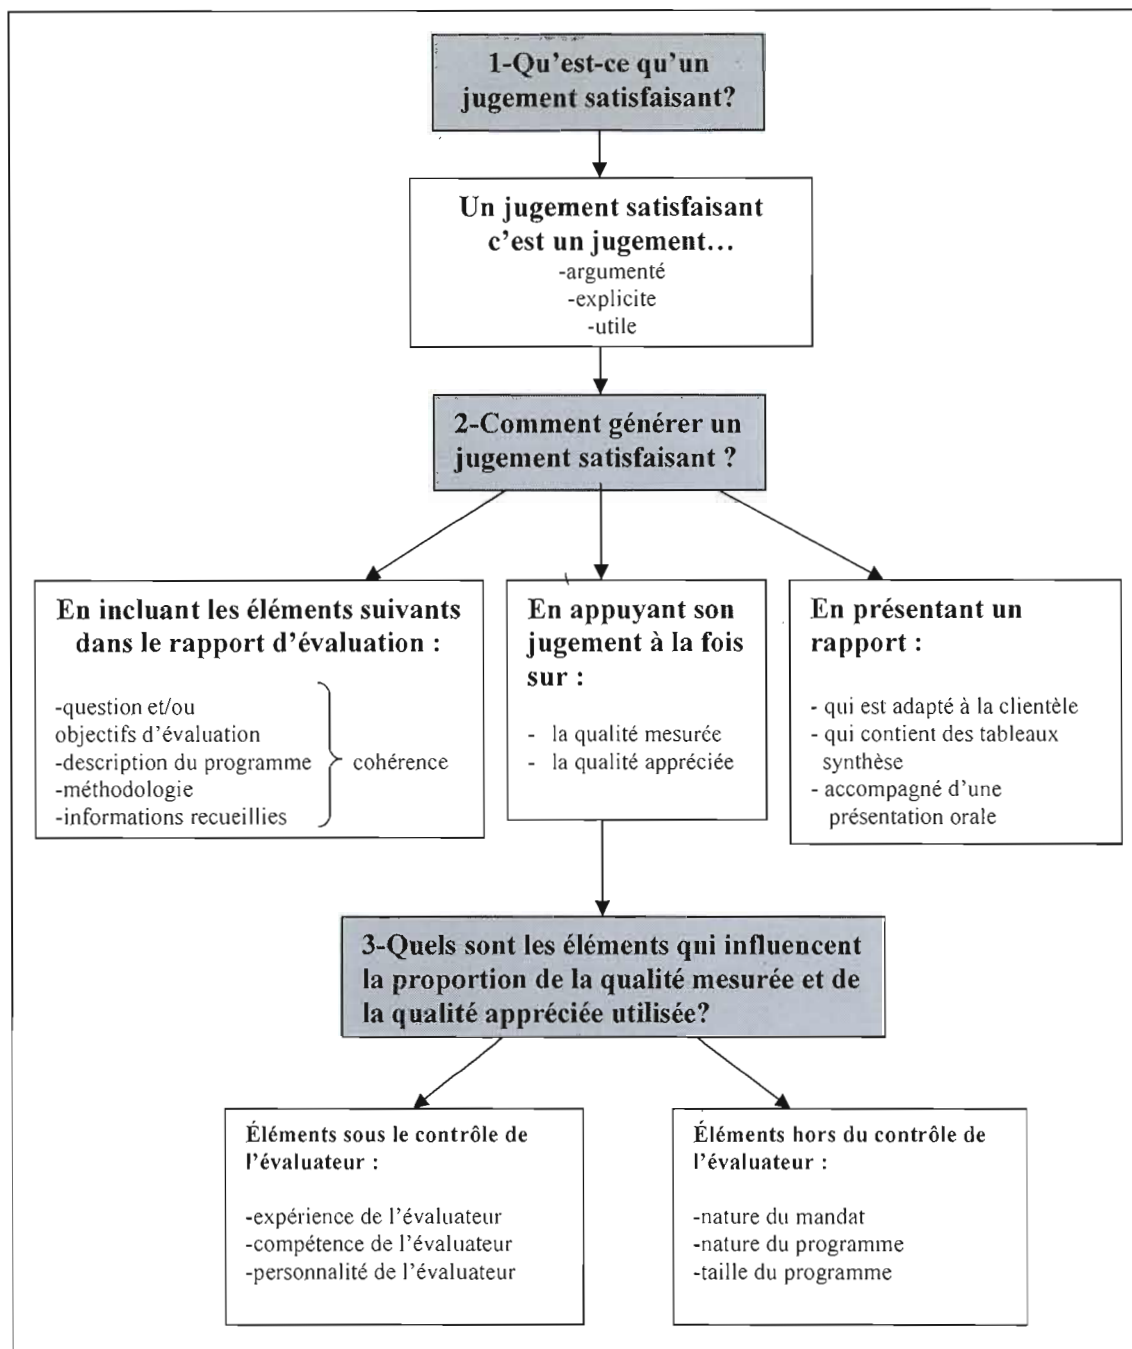 1-Qu'est-ce qu'un
jugement satisfaisant?
Un jugement satisfaisant
c'est un jugement…
-argumenté
-explicite
-utile
2-Comment générer un
jugement satisfaisant ?
En incluant les éléments suivants
dans le rapport d'évaluation :
-question et/ou
objectifs d'évaluation
-description du programme
-méthodologie
-informations recueillies
cohérence
En appuyant son
jugement à la fois
sur :
- la qualité mesurée
- la qualité appréciée
En présentant un
rapport :
- qui est adapté à la clientèle
- qui contient des tableaux
synthèse
- accompagné d'une
présentation orale
3-Quels sont les éléments qui influencent
la proportion de la qualité mesurée et de
la qualité appréciée utilisée?
Éléments sous le contrôle de
l'évaluateur :
-expérience de l'évaluateur
-compétence de l'évaluateur
-personnalité de l'évaluateur
Éléments hors du contrôle de
l'évaluateur :
-nature du mandat
-nature du programme
-taille du programme